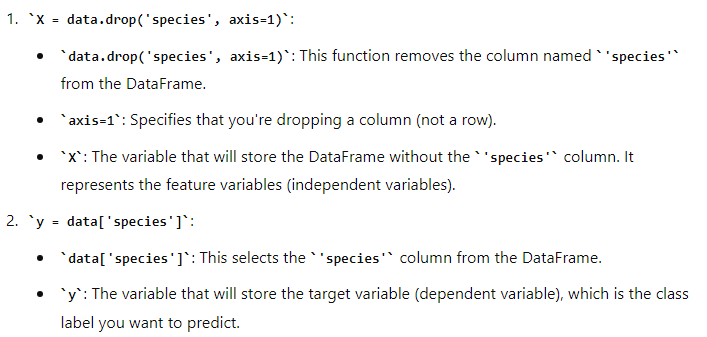 1. `X = data.drop('species', axis=1)`:
• `data.drop('species', axis=1)`: This function removes the column named `'species'`
from the DataFrame.
• `axis=1`: Specifies that you're dropping a column (not a row).
• `X`: The variable that will store the DataFrame without the `'species'` column. It
represents the feature variables (independent variables).
2. `y = data['species']`:
• `data['species']`: This selects the `'species'` column from the DataFrame.
• `y`: The variable that will store the target variable (dependent variable), which is the class
label you want to predict.